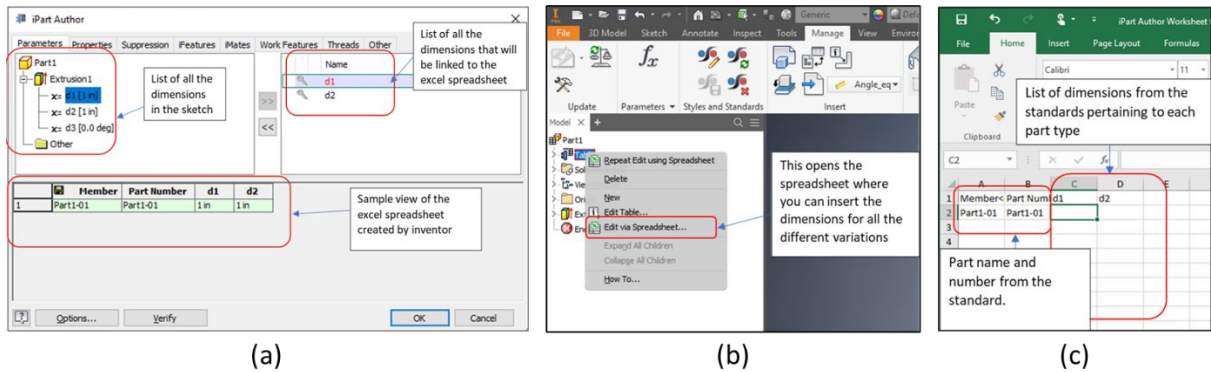 iPart Author
Parameters Properties Suppression iFeatures iMates Work Features Threads Other
Part1
Extrusion1
x= d1 [1 in]
x= d2 [1 in]
x= d3 [0.0 deg]
Other
List of all the
dimensions
in the sketch
>>
<<
Name
d1
d2
List of all the
dimensions that will
be linked to the
excel spreadsheet
Member Part Number d1 d2
1 Part1-01 Part1-01 1 in 1 in
Sample view of the
excel spreadsheet
created by inventor
Options... Verify OK Cancel
(a)
Generic
File 3D Model Sketch Annotate Inspect Tools Manage View
fx
Angle_eq
Update Parameters Styles and Standards Insert
Model × +
Part1
Repeat Edit using Spreadsheet
Delete
New
Edit Table...
Edit via Spreadsheet...
Expand All Children
Collapse All Children
How To...
This opens the
spreadsheet where
you can insert the
dimensions for all the
different variations
(b)
iPart Author Worksheet
File Home Insert Page Layout Formulas
Calibri 11
Paste
Clipboard
List of dimensions from the
standards pertaining to each
part type
C2 fx
A B C D E
1 Member< Part Num d1 d2
2 Part1-01 Part1-01
3
4
Part name and
number from the
standard.
(c)